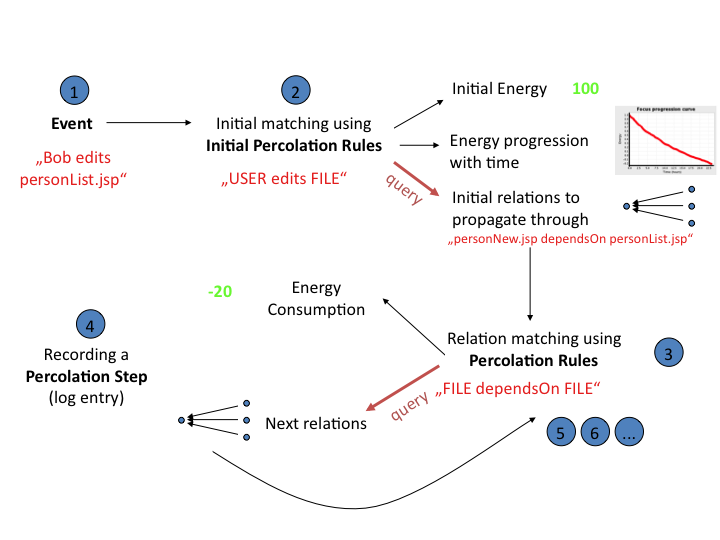 1
Event
„Bob edits
personList.jsp“
2
Initial matching using
Initial Percolation Rules
„USER edits FILE“
Initial Energy 100
Energy progression
with time
Focus progression curve
query
Initial relations to
propagate through
„personNew.jsp dependsOn personList.jsp“
-20
Energy
Consumption
4
Recording a
Percolation Step
(log entry)
Relation matching using
Percolation Rules
3
„FILE dependsOn FILE“
query
Next relations
5 6 ...